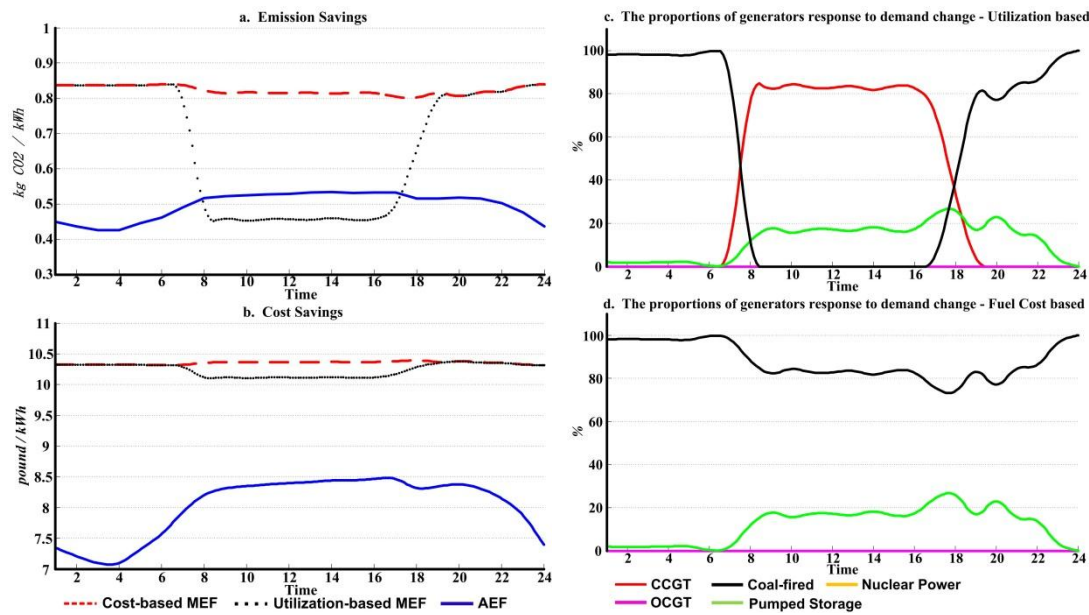 a. Emission Savings
1
0.9
0.8
0.7
0.6
0.5
0.4
0.3
kg CO2 / kWh
2 4 6 8 10 12 14 16 18 20 22 24
Time
b. Cost Savings
11
10.5
10
9.5
9
8.5
8
7.5
7
pound / kWh
2 4 6 8 10 12 14 16 18 20 22 24
Time
Cost-based MEF Utilization-based MEF AEF
c. The proportions of generators response to demand change - Utilization based
100
80
60
40
20
0
%
2 4 6 8 10 12 14 16 18 20 22 24
Time
d. The proportions of generators response to demand change - Fuel Cost based
100
80
60
40
20
0
%
2 4 6 8 10 12 14 16 18 20 22 24
Time
CCGT Coal-fired Nuclear Power
OCGT Pumped Storage